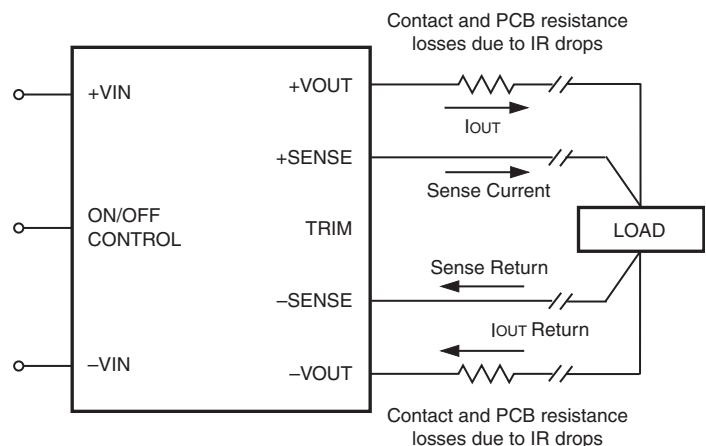 Contact and PCB resistance
losses due to IR drops
+VIN
+VOUT
IOUT
+SENSE
Sense Current
ON/OFF
CONTROL
TRIM
LOAD
Sense Return
–SENSE
IOUT Return
–VIN
–VOUT
Contact and PCB resistance
losses due to IR drops